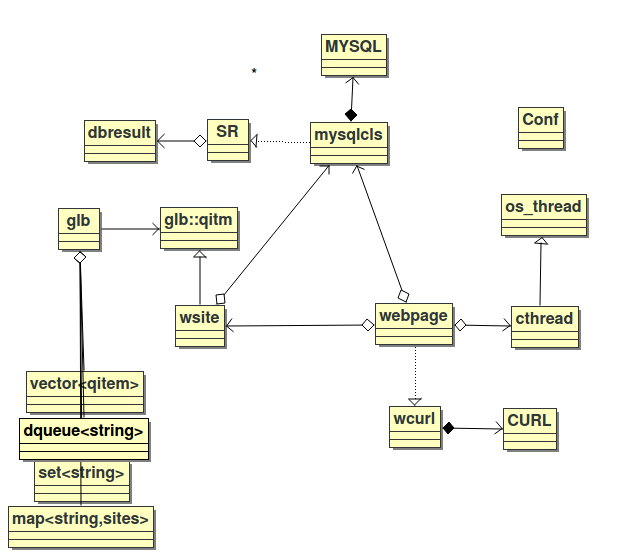 MYSQL
*
Conf
dbresult
SR
mysqlcls
os_thread
glb
glb::qitm
wsite
webpage
cthread
vector<qitem>
dqueue<string>
wcurl
CURL
set<string>
map<string,sites>